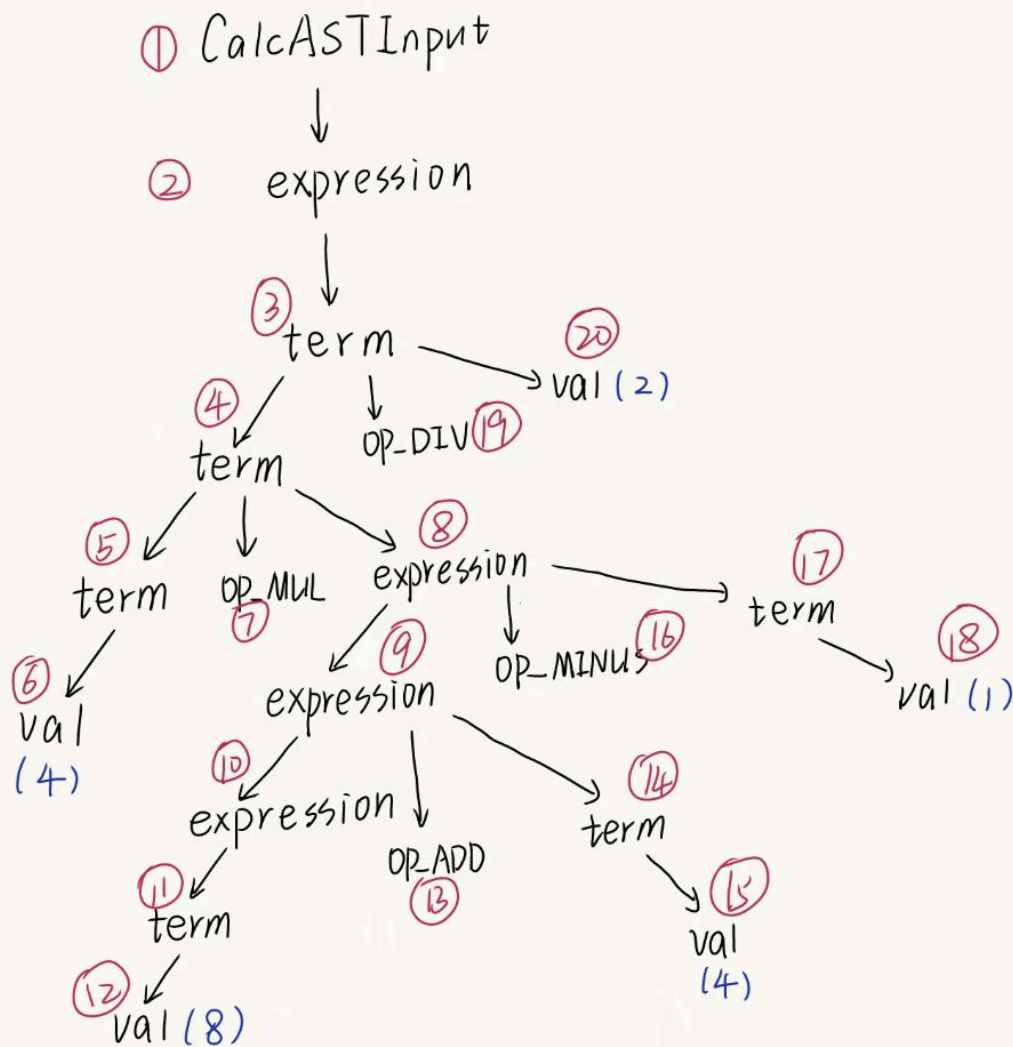 ① CalcASTInput
② expression
③ term
⑳ val (2)
④ term
OP_DIV ⑲
⑤ term
OP_MUL ⑦
⑧ expression
⑰ term
⑥ val
(4)
⑨ expression
OP_MINUS ⑯
⑱ val (1)
⑩ expression
OP_ADD ⑬
⑭ term
⑪ term
⑮ val
(4)
⑫ val (8)